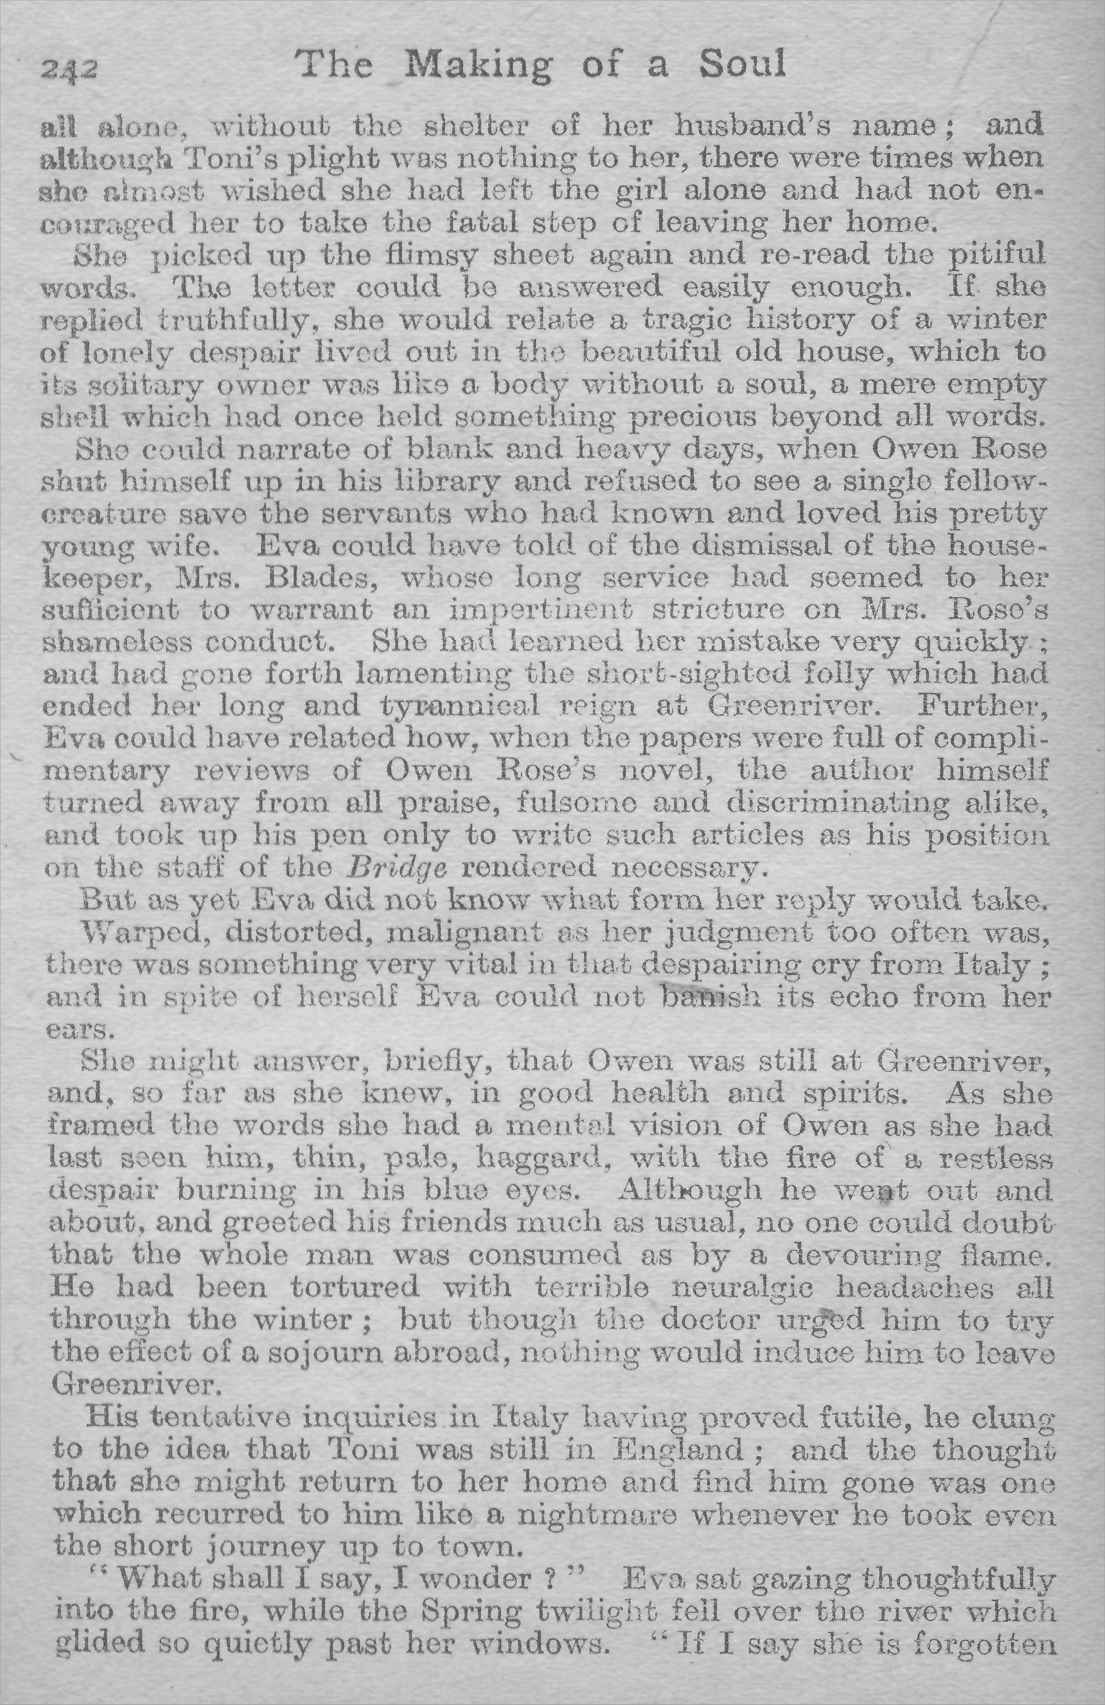 242 The Making of a Soul
all alone, without the shelter of her husband's name ; and
although Toni's plight was nothing to her, there were times when
she almost wished she had left the girl alone and had not en-
couraged her to take the fatal step of leaving her home.
She picked up the flimsy sheet again and re-read the pitiful
words. The letter could be answered easily enough. If she
replied truthfully, she would relate a tragic history of a winter
of lonely despair lived out in the beautiful old house, which to
its solitary owner was like a body without a soul, a mere empty
shell which had once held something precious beyond all words.
She could narrate of blank and heavy days, when Owen Rose
shut himself up in his library and refused to see a single fellow-
creature save the servants who had known and loved his pretty
young wife. Eva could have told of the dismissal of the house-
keeper, Mrs. Blades, whose long service had seemed to her
sufficient to warrant an impertinent stricture on Mrs. Rose's
shameless conduct. She had learned her mistake very quickly ;
and had gone forth lamenting the short-sighted folly which had
ended her long and tyrannical reign at Greenriver. Further,
Eva could have related how, when the papers were full of compli-
mentary reviews of Owen Rose's novel, the author himself
turned away from all praise, fulsome and discriminating alike,
and took up his pen only to write such articles as his position
on the staff of the Bridge rendered necessary.
But as yet Eva did not know what form her reply would take.
Warped, distorted, malignant as her judgment too often was,
there was something very vital in that despairing cry from Italy ;
and in spite of herself Eva could not banish its echo from her
ears.
She might answer, briefly, that Owen was still at Greenriver,
and, so far as she knew, in good health and spirits. As she
framed the words she had a mental vision of Owen as she had
last seen him, thin, pale, haggard, with the fire of a restless
despair burning in his blue eyes. Although he went out and
about, and greeted his friends much as usual, no one could doubt
that the whole man was consumed as by a devouring flame.
He had been tortured with terrible neuralgic headaches all
through the winter ; but though the doctor urged him to try
the effect of a sojourn abroad, nothing would induce him to leave
Greenriver.
His tentative inquiries in Italy having proved futile, he clung
to the idea that Toni was still in England ; and the thought
that she might return to her home and find him gone was one
which recurred to him like a nightmare whenever he took even
the short journey up to town.
“ What shall I say, I wonder ? ” Eva sat gazing thoughtfully
into the fire, while the Spring twilight fell over the river which
glided so quietly past her windows. “ If I say she is forgotten